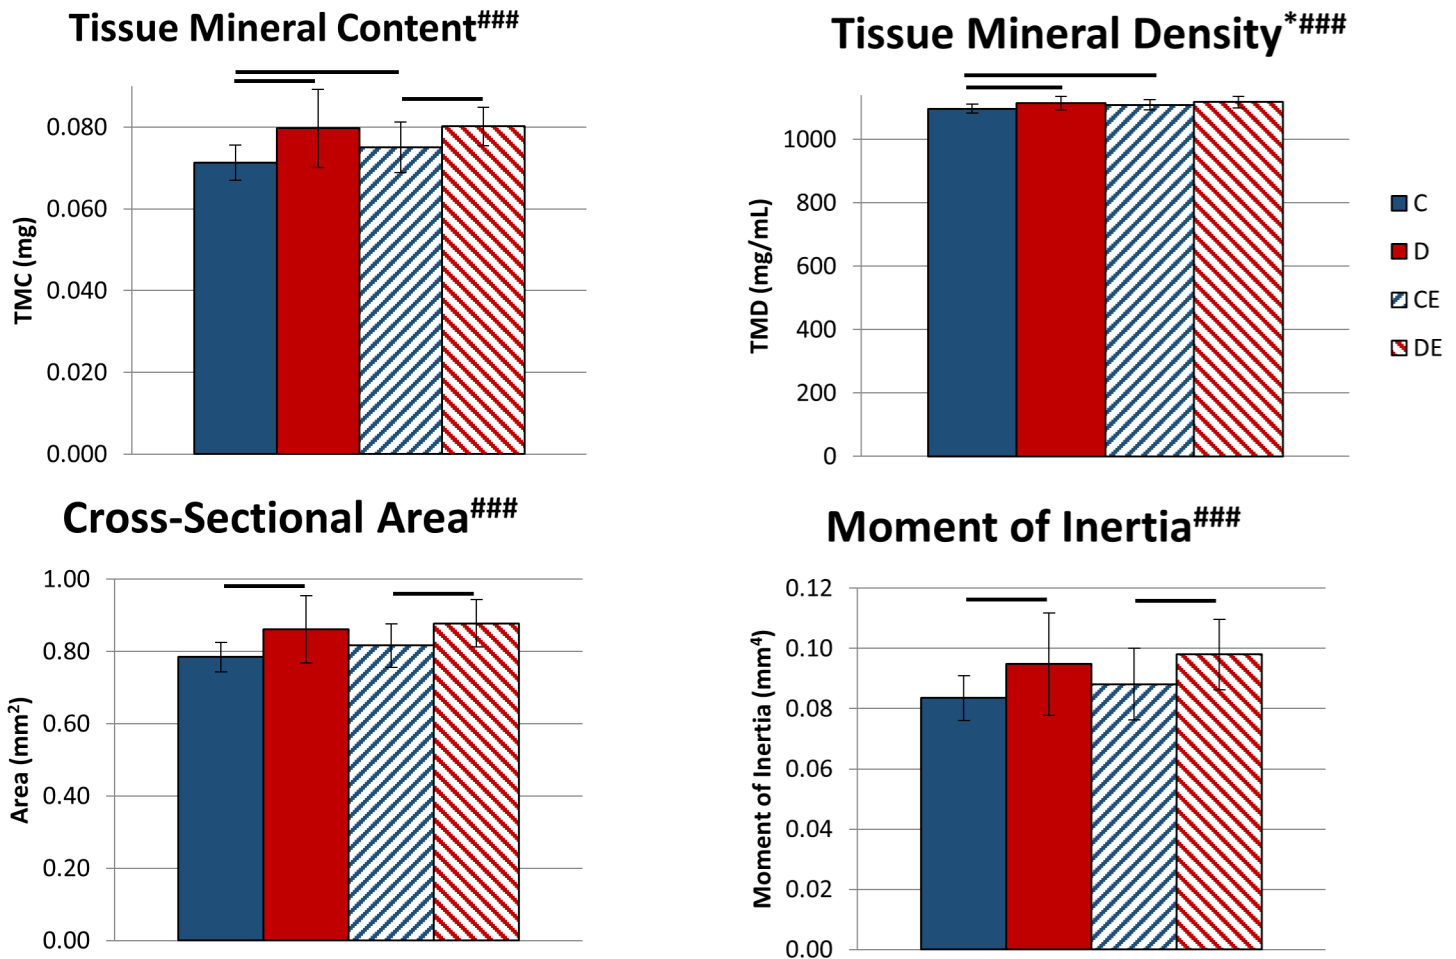 Tissue Mineral Content###
TMC (mg)
0.080
0.060
0.040
0.020
0.000
Tissue Mineral Density*###
TMD (mg/mL)
1000
800
600
400
200
0
C
D
CE
DE
Cross-Sectional Area###
Area (mm²)
1.00
0.80
0.60
0.40
0.20
0.00
Moment of Inertia###
Moment of Inertia (mm⁴)
0.12
0.10
0.08
0.06
0.04
0.02
0.00